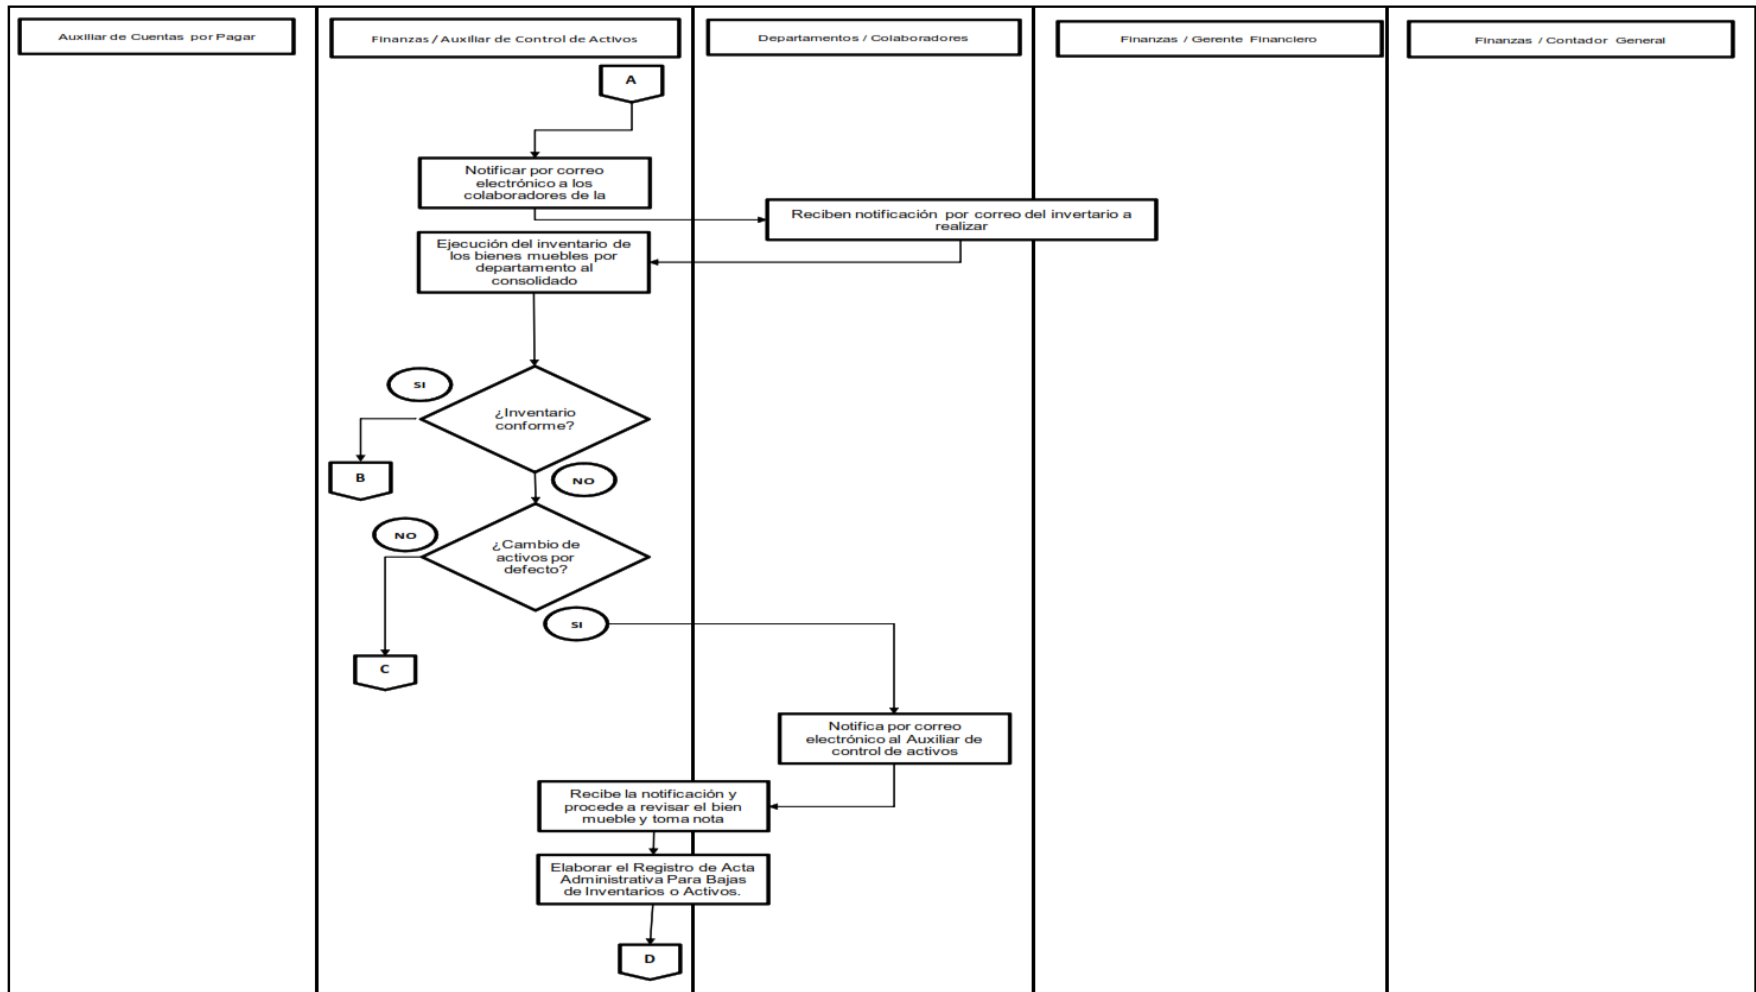 Auxiliar de Cuentas por Pagar
Finanzas / Auxiliar de Control de Activos
Departamentos / Colaboradores
Finanzas / Gerente Financiero
Finanzas / Contador General
A
Notificar por correo
electrónico a los
colaboradores de la
Reciben notificación por correo del invertario a
realizar
Ejecución del inventario de
los bienes muebles por
departamento al
consolidado
SI
¿Inventario
conforme?
B
NO
NO
¿Cambio de
activos por
defecto?
SI
C
Notifica por correo
electrónico al Auxiliar de
control de activos
Recibe la notificación y
procede a revisar el bien
mueble y toma nota
Elaborar el Registro de Acta
Administrativa Para Bajas
de Inventarios o Activos.
D